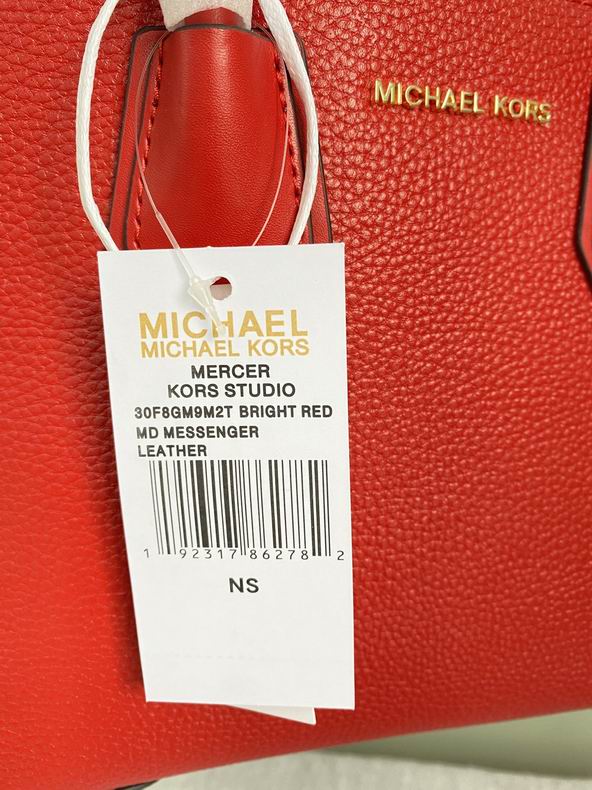 MICHAEL KORS
MICHAEL
MICHAEL KORS
MERCER
KORS STUDIO
30F8GM9M2T BRIGHT RED
MD MESSENGER
LEATHER
1 92317 86278 2
NS